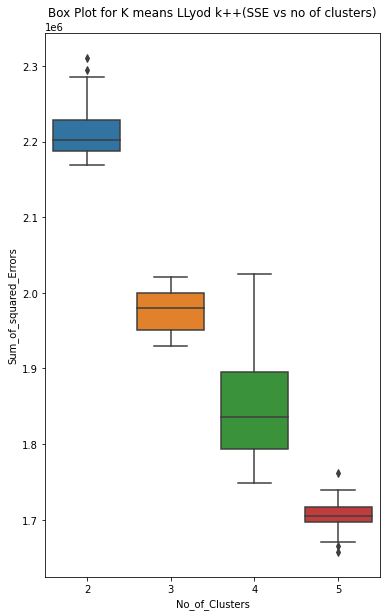 Box Plot for K means LLyod k++(SSE vs no of clusters)
1e6
2.3
2.2
2.1
2.0
1.9
1.8
1.7
Sum_of_squared_Errors
2 3 4 5
No_of_Clusters